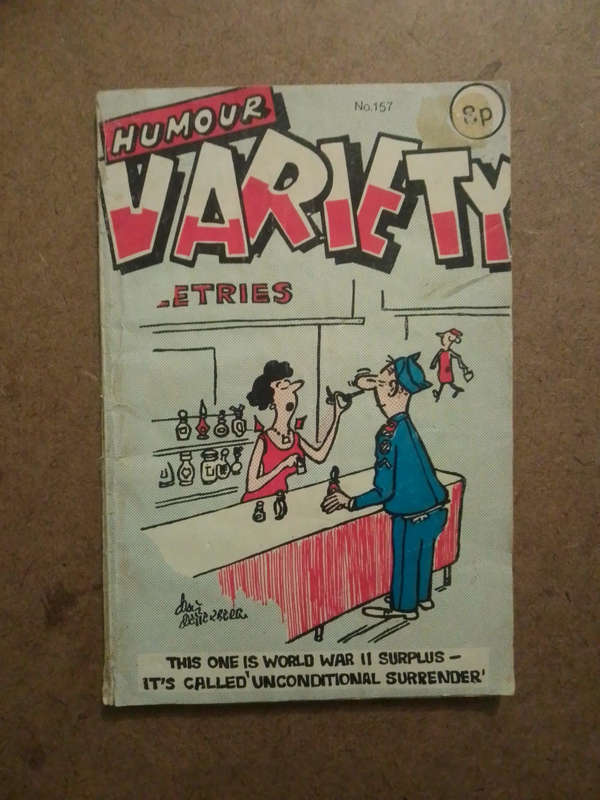 HUMOUR
No.157
8p
VARIETY
ETRIES
THIS ONE IS WORLD WAR II SURPLUS –
IT'S CALLED 'UNCONDITIONAL SURRENDER'